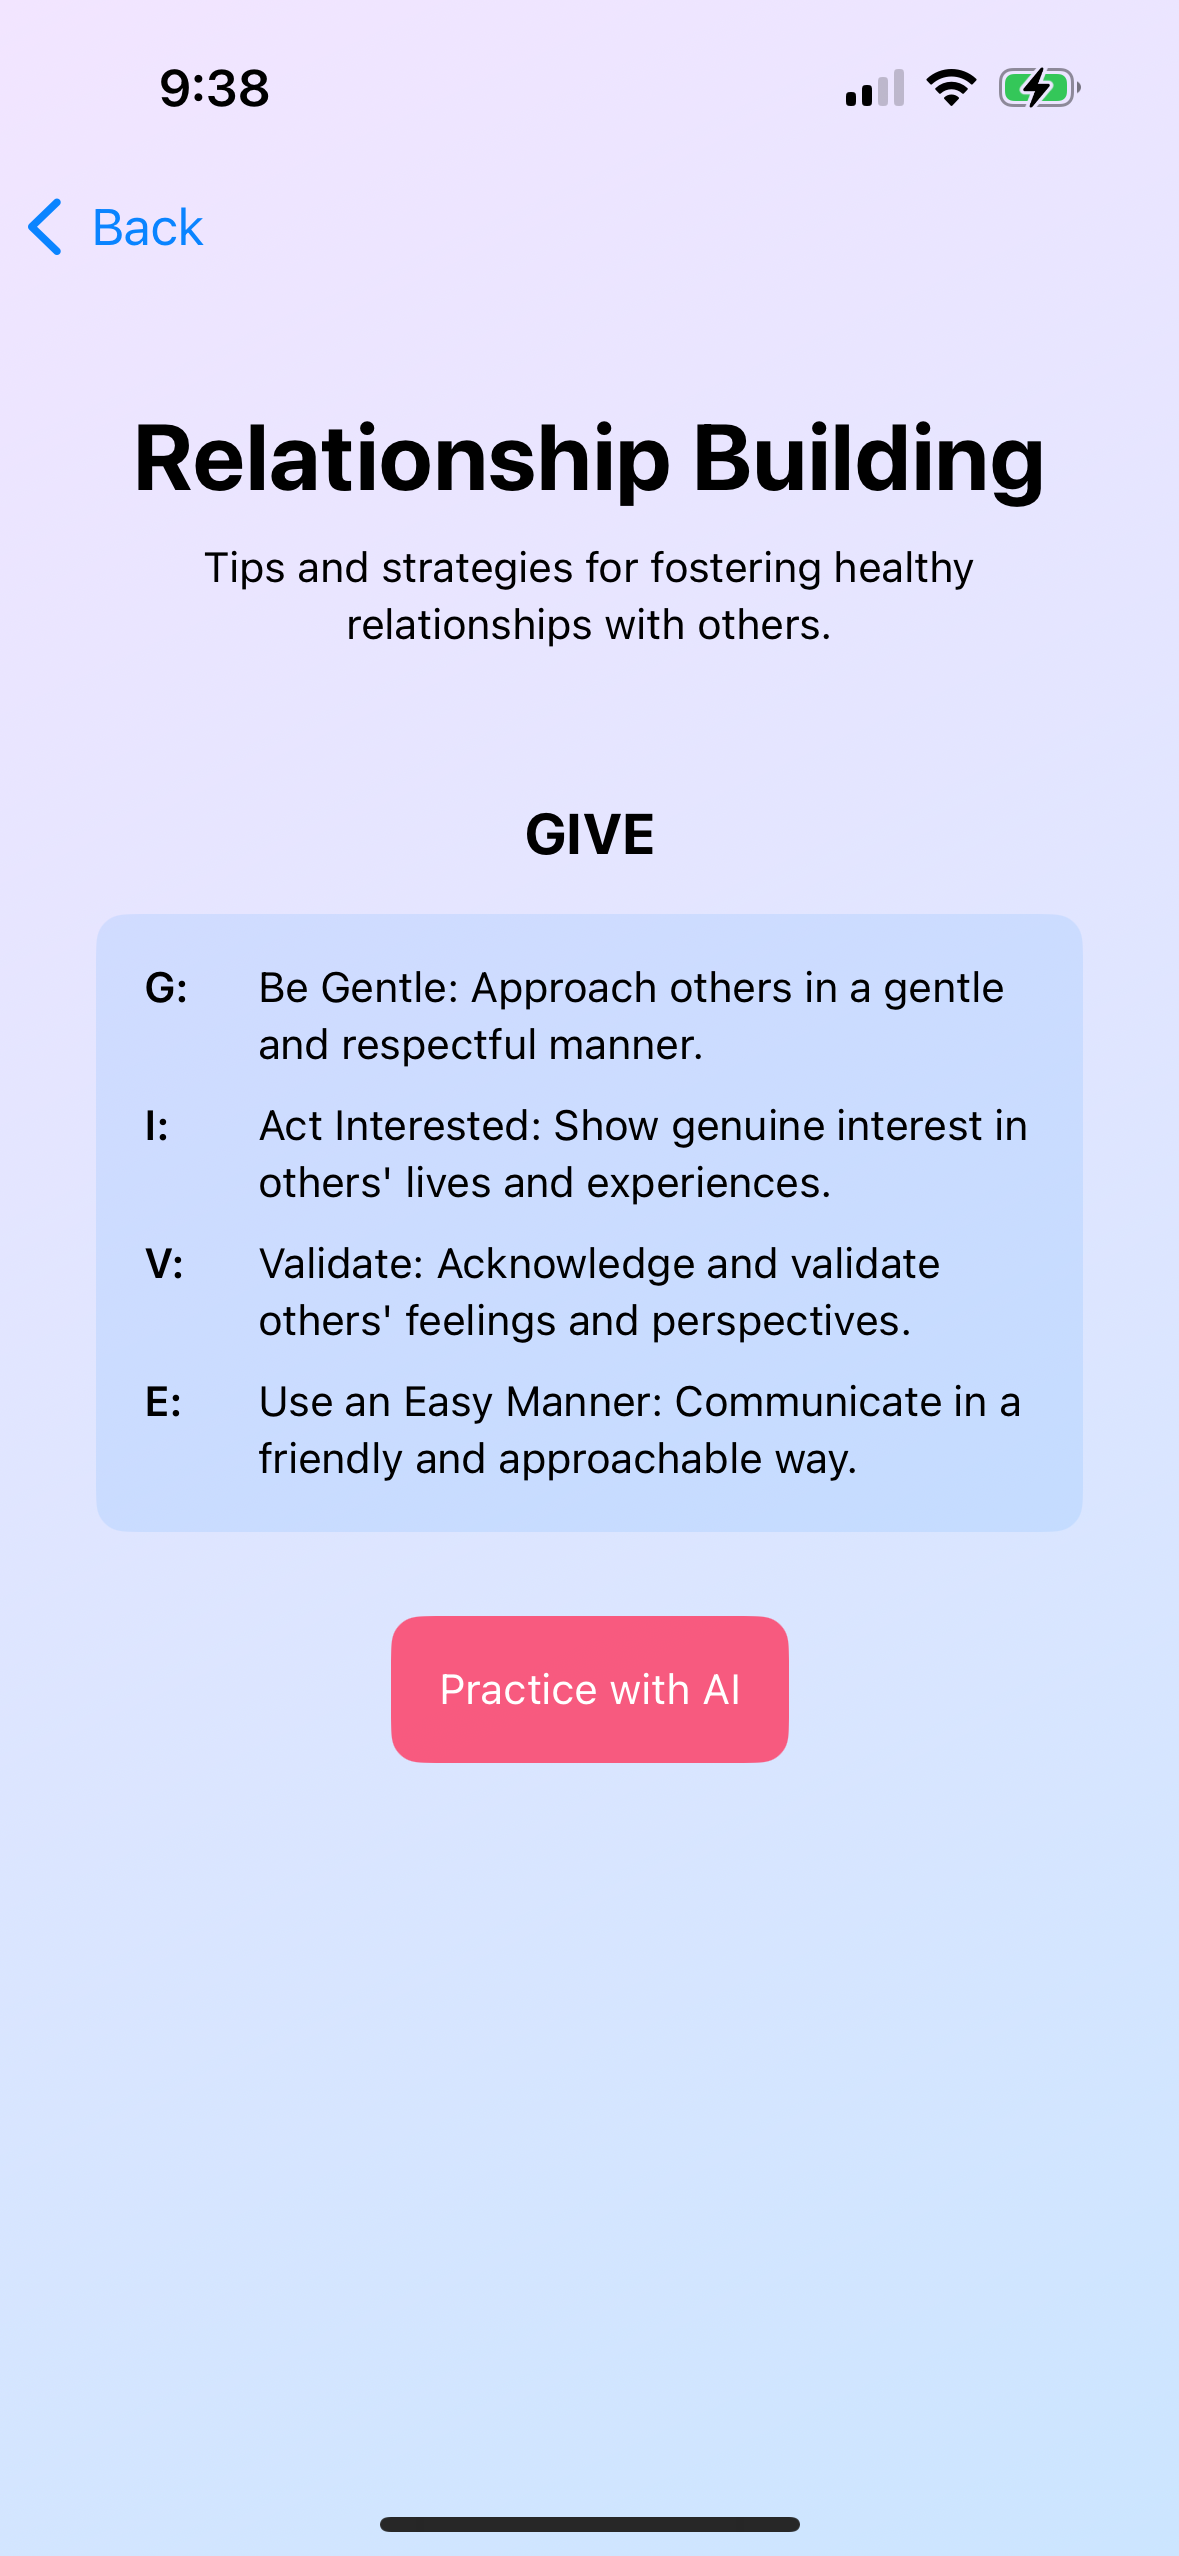 9:38
Back
Relationship Building
Tips and strategies for fostering healthy
relationships with others.
GIVE
G: Be Gentle: Approach others in a gentle
and respectful manner.
I: Act Interested: Show genuine interest in
others' lives and experiences.
V: Validate: Acknowledge and validate
others' feelings and perspectives.
E: Use an Easy Manner: Communicate in a
friendly and approachable way.
Practice with AI